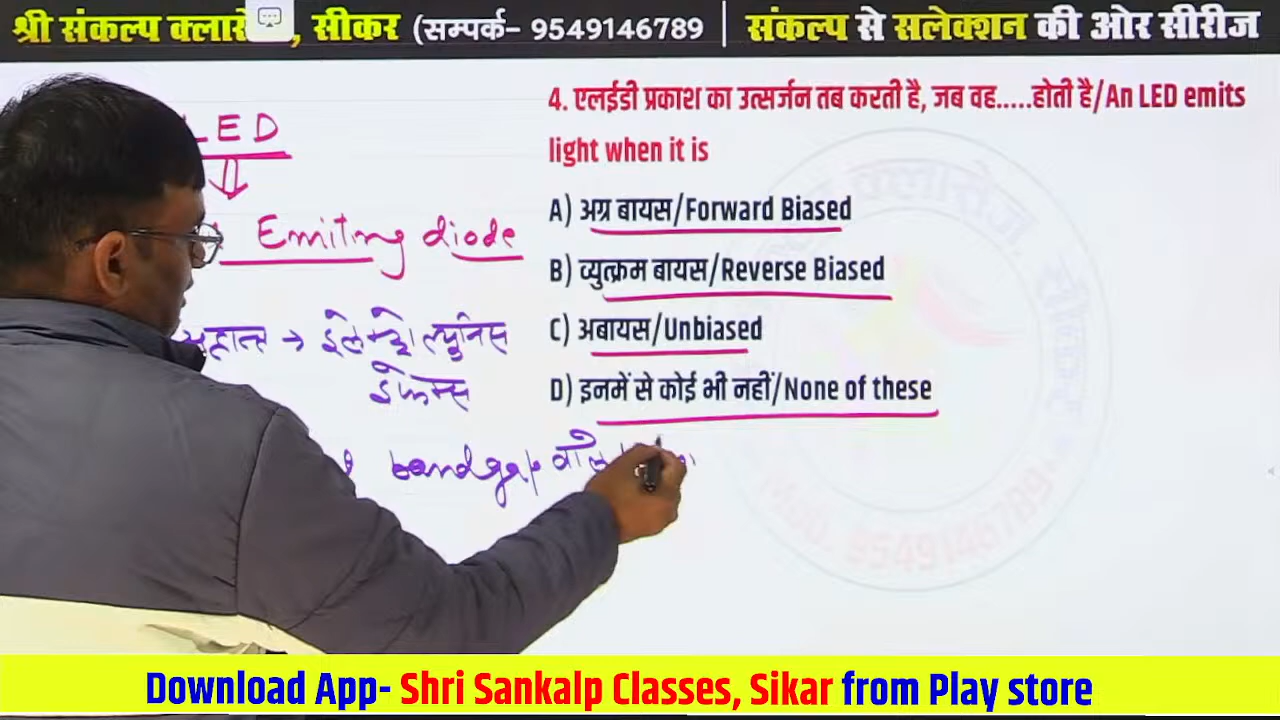 श्री संकल्प क्लासेज, सीकर (सम्पर्क– 9549146789 | संकल्प से सलेक्शन की ओर सीरीज
4. एलईडी प्रकाश का उत्सर्जन तब करती है, जब वह.....होती है/An LED emits
light when it is
A) अग्र बायस/Forward Biased
B) व्युत्क्रम बायस/Reverse Biased
C) अबायस/Unbiased
D) इनमें से कोई भी नहीं/None of these
LED
Emiting diode
→ इलेक्ट्रो ल्युमिनिस
bandgap
9549146789
Download App- Shri Sankalp Classes, Sikar from Play store